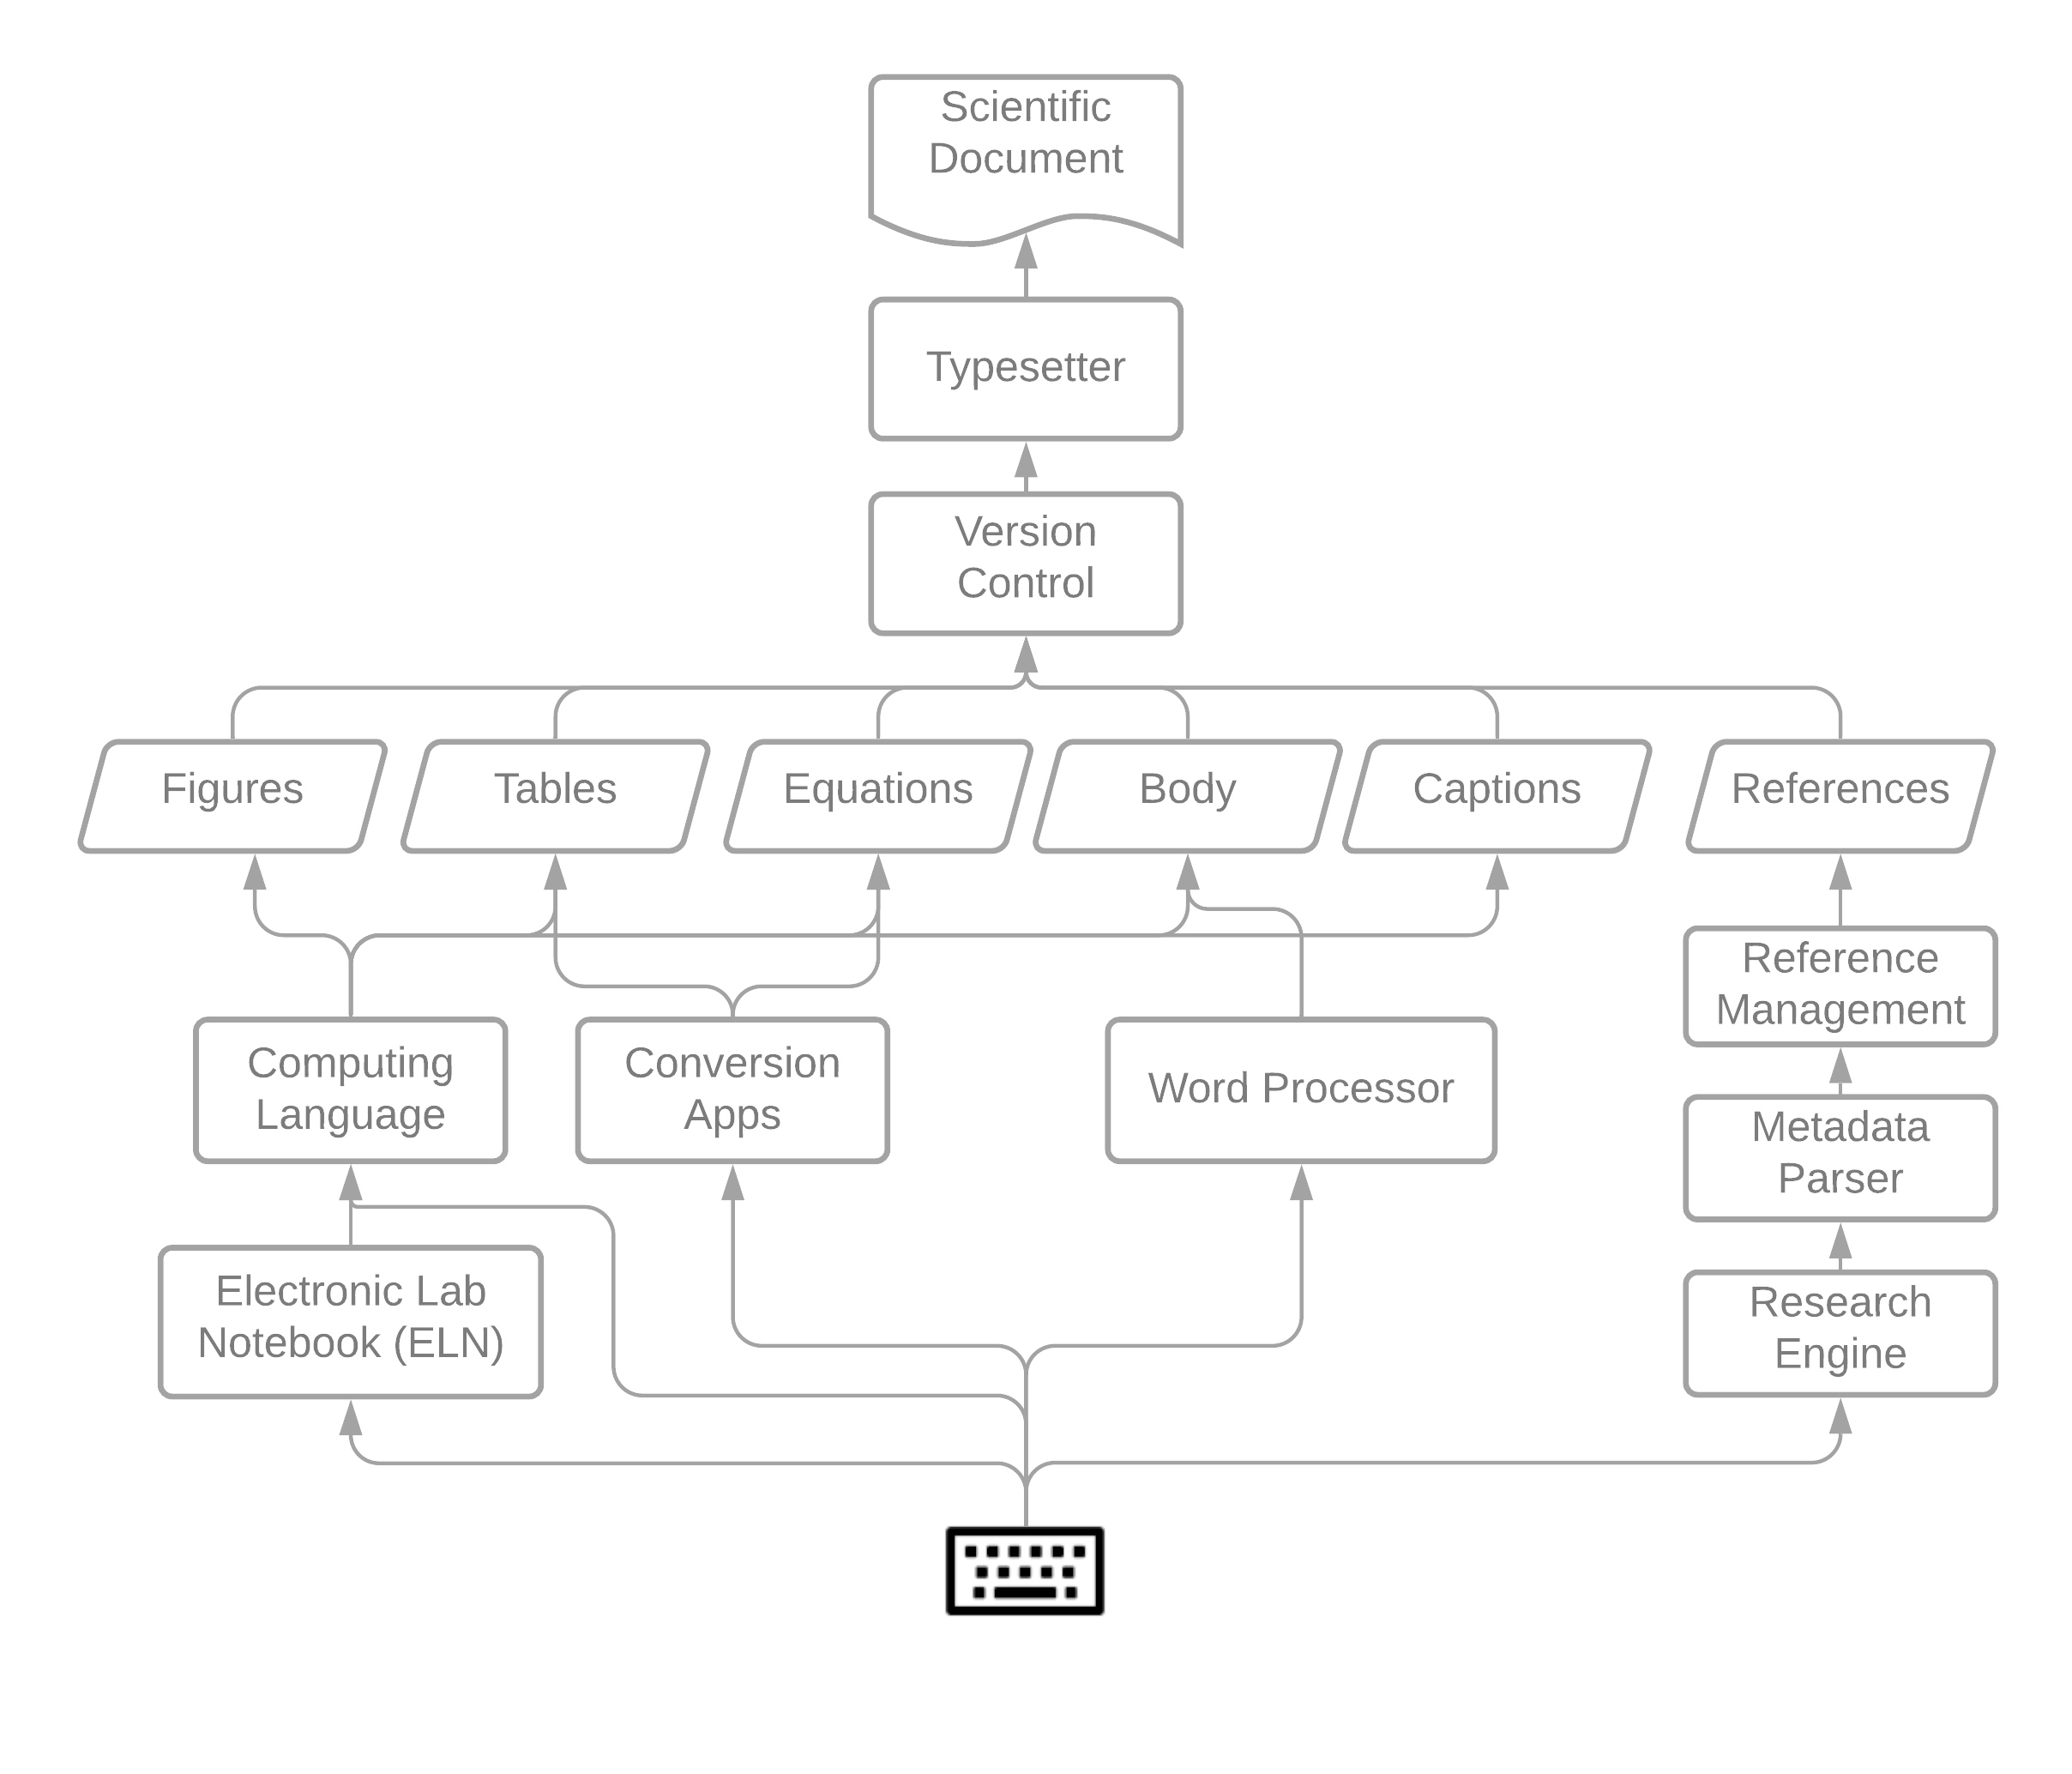 Scientific
Document
Typesetter
Version
Control
Figures
Tables
Equations
Body
Captions
References
Computing
Language
Conversion
Apps
Word Processor
Reference
Management
Metadata
Parser
Electronic Lab
Notebook (ELN)
Research
Engine